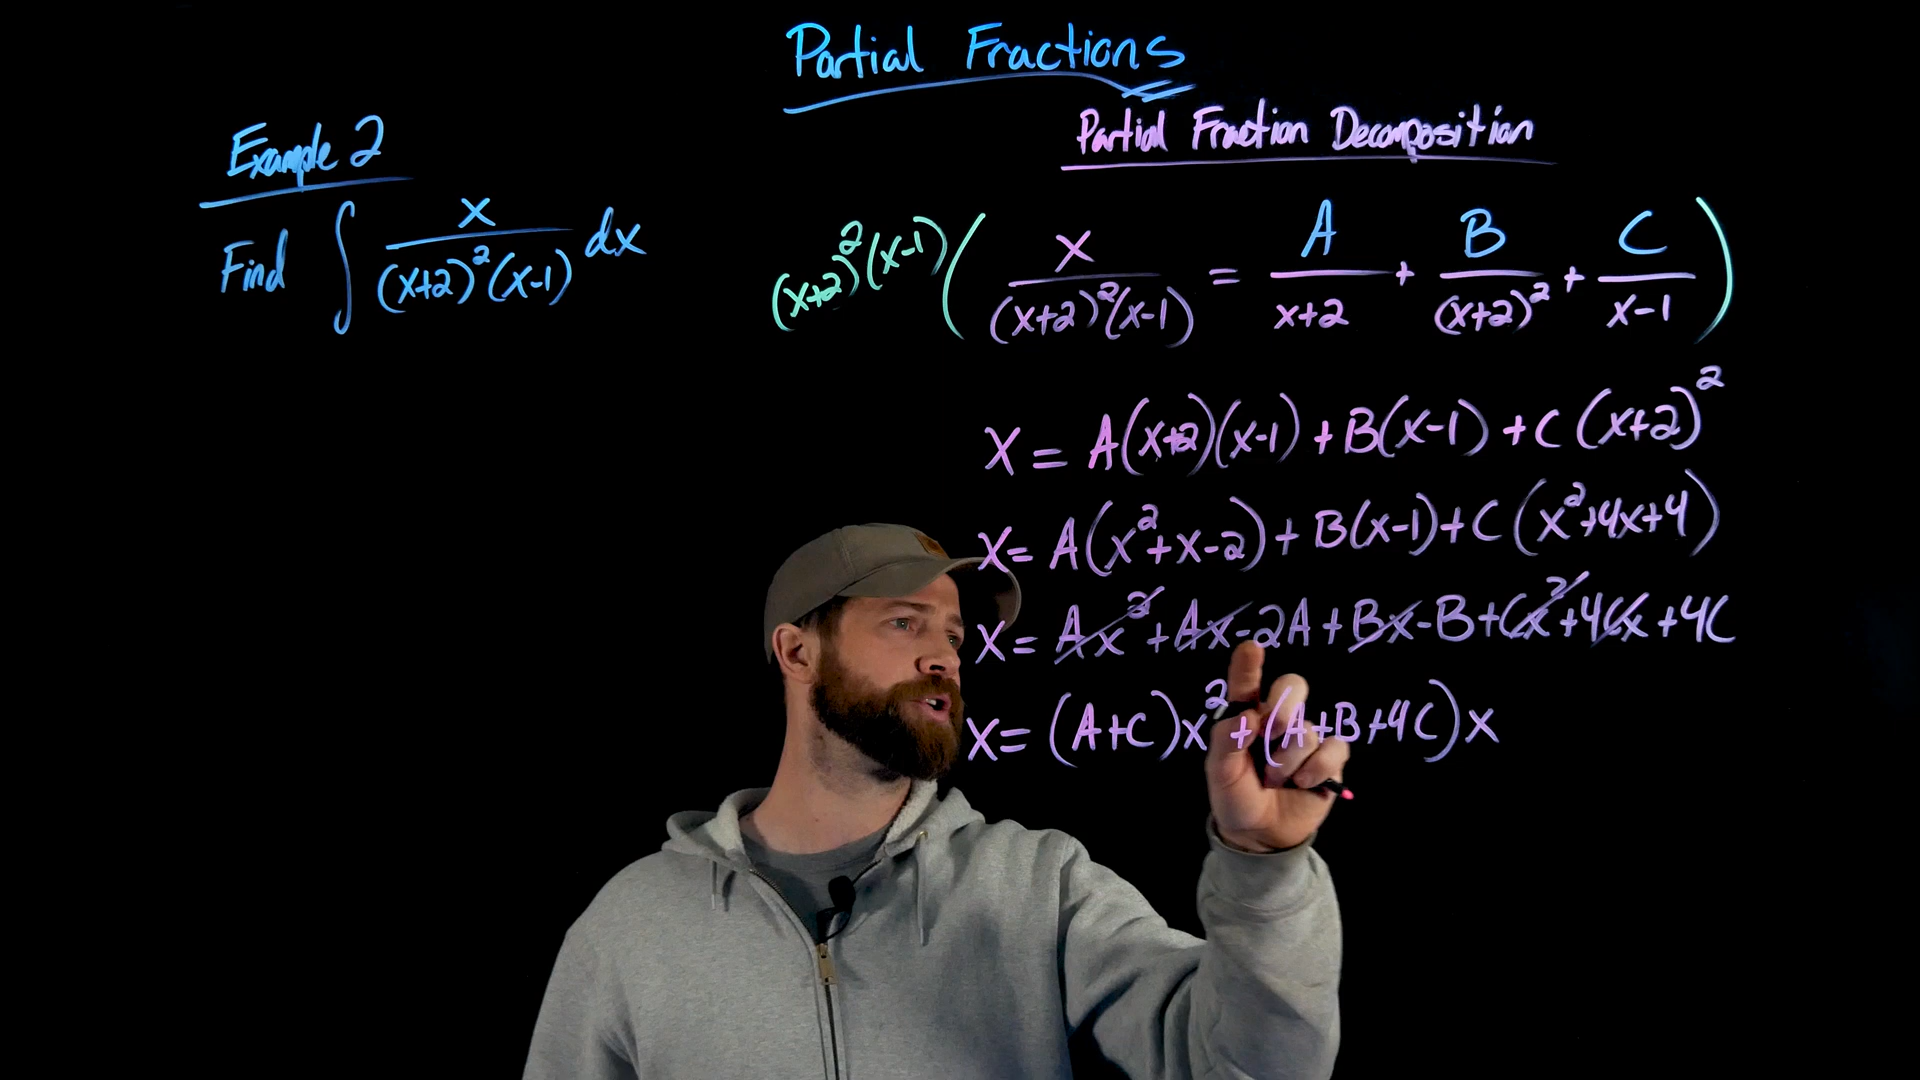 Partial Fractions
Example 2
Find ∫ x/((x+2)²(x-1)) dx
Partial Fraction Decomposition
(x+2)²(x-1) ( x/((x+2)²(x-1)) = A/(x+2) + B/(x+2)² + C/(x-1) )
x = A(x+2)(x-1) + B(x-1) + C(x+2)²
x = A(x²+x-2) + B(x-1) + C(x²+4x+4)
x = Ax² + Ax - 2A + Bx - B + Cx² + 4Cx + 4C
x = (A+C)x² + (A+B+4C)x